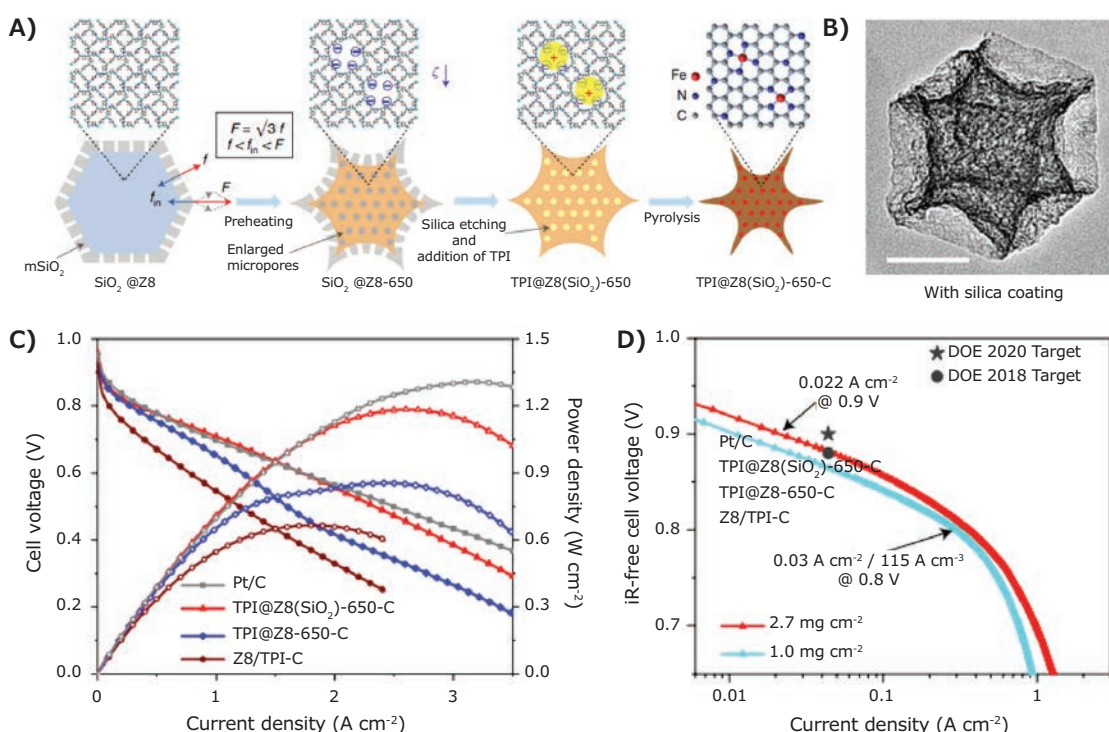 A)
F = √3 f
f < f_in < F
f
f_in
F
mSiO₂
SiO₂ @Z8
Preheating
ζ ↓
Enlarged
micropores
SiO₂ @Z8-650
Silica etching
and
addition of TPI
TPI@Z8(SiO₂)-650
Pyrolysis
Fe
N
C
TPI@Z8(SiO₂)-650-C
B)
With silica coating
C)
Cell voltage (V)
1.0
0.8
0.6
0.4
0.2
0.0
Pt/C
TPI@Z8(SiO₂)-650-C
TPI@Z8-650-C
Z8/TPI-C
0 1 2 3
Current density (A cm⁻²)
1.5
1.2
0.9
0.6
0.3
0.0
Power density (W cm⁻²)
D)
iR-free cell voltage (V)
1.0
0.9
0.8
0.7
DOE 2020 Target
DOE 2018 Target
0.022 A cm⁻²
@ 0.9 V
Pt/C
TPI@Z8(SiO₂)-650-C
TPI@Z8-650-C
Z8/TPI-C
0.03 A cm⁻² / 115 A cm⁻³
@ 0.8 V
2.7 mg cm⁻²
1.0 mg cm⁻²
0.01 0.1 1
Current density (A cm⁻²)